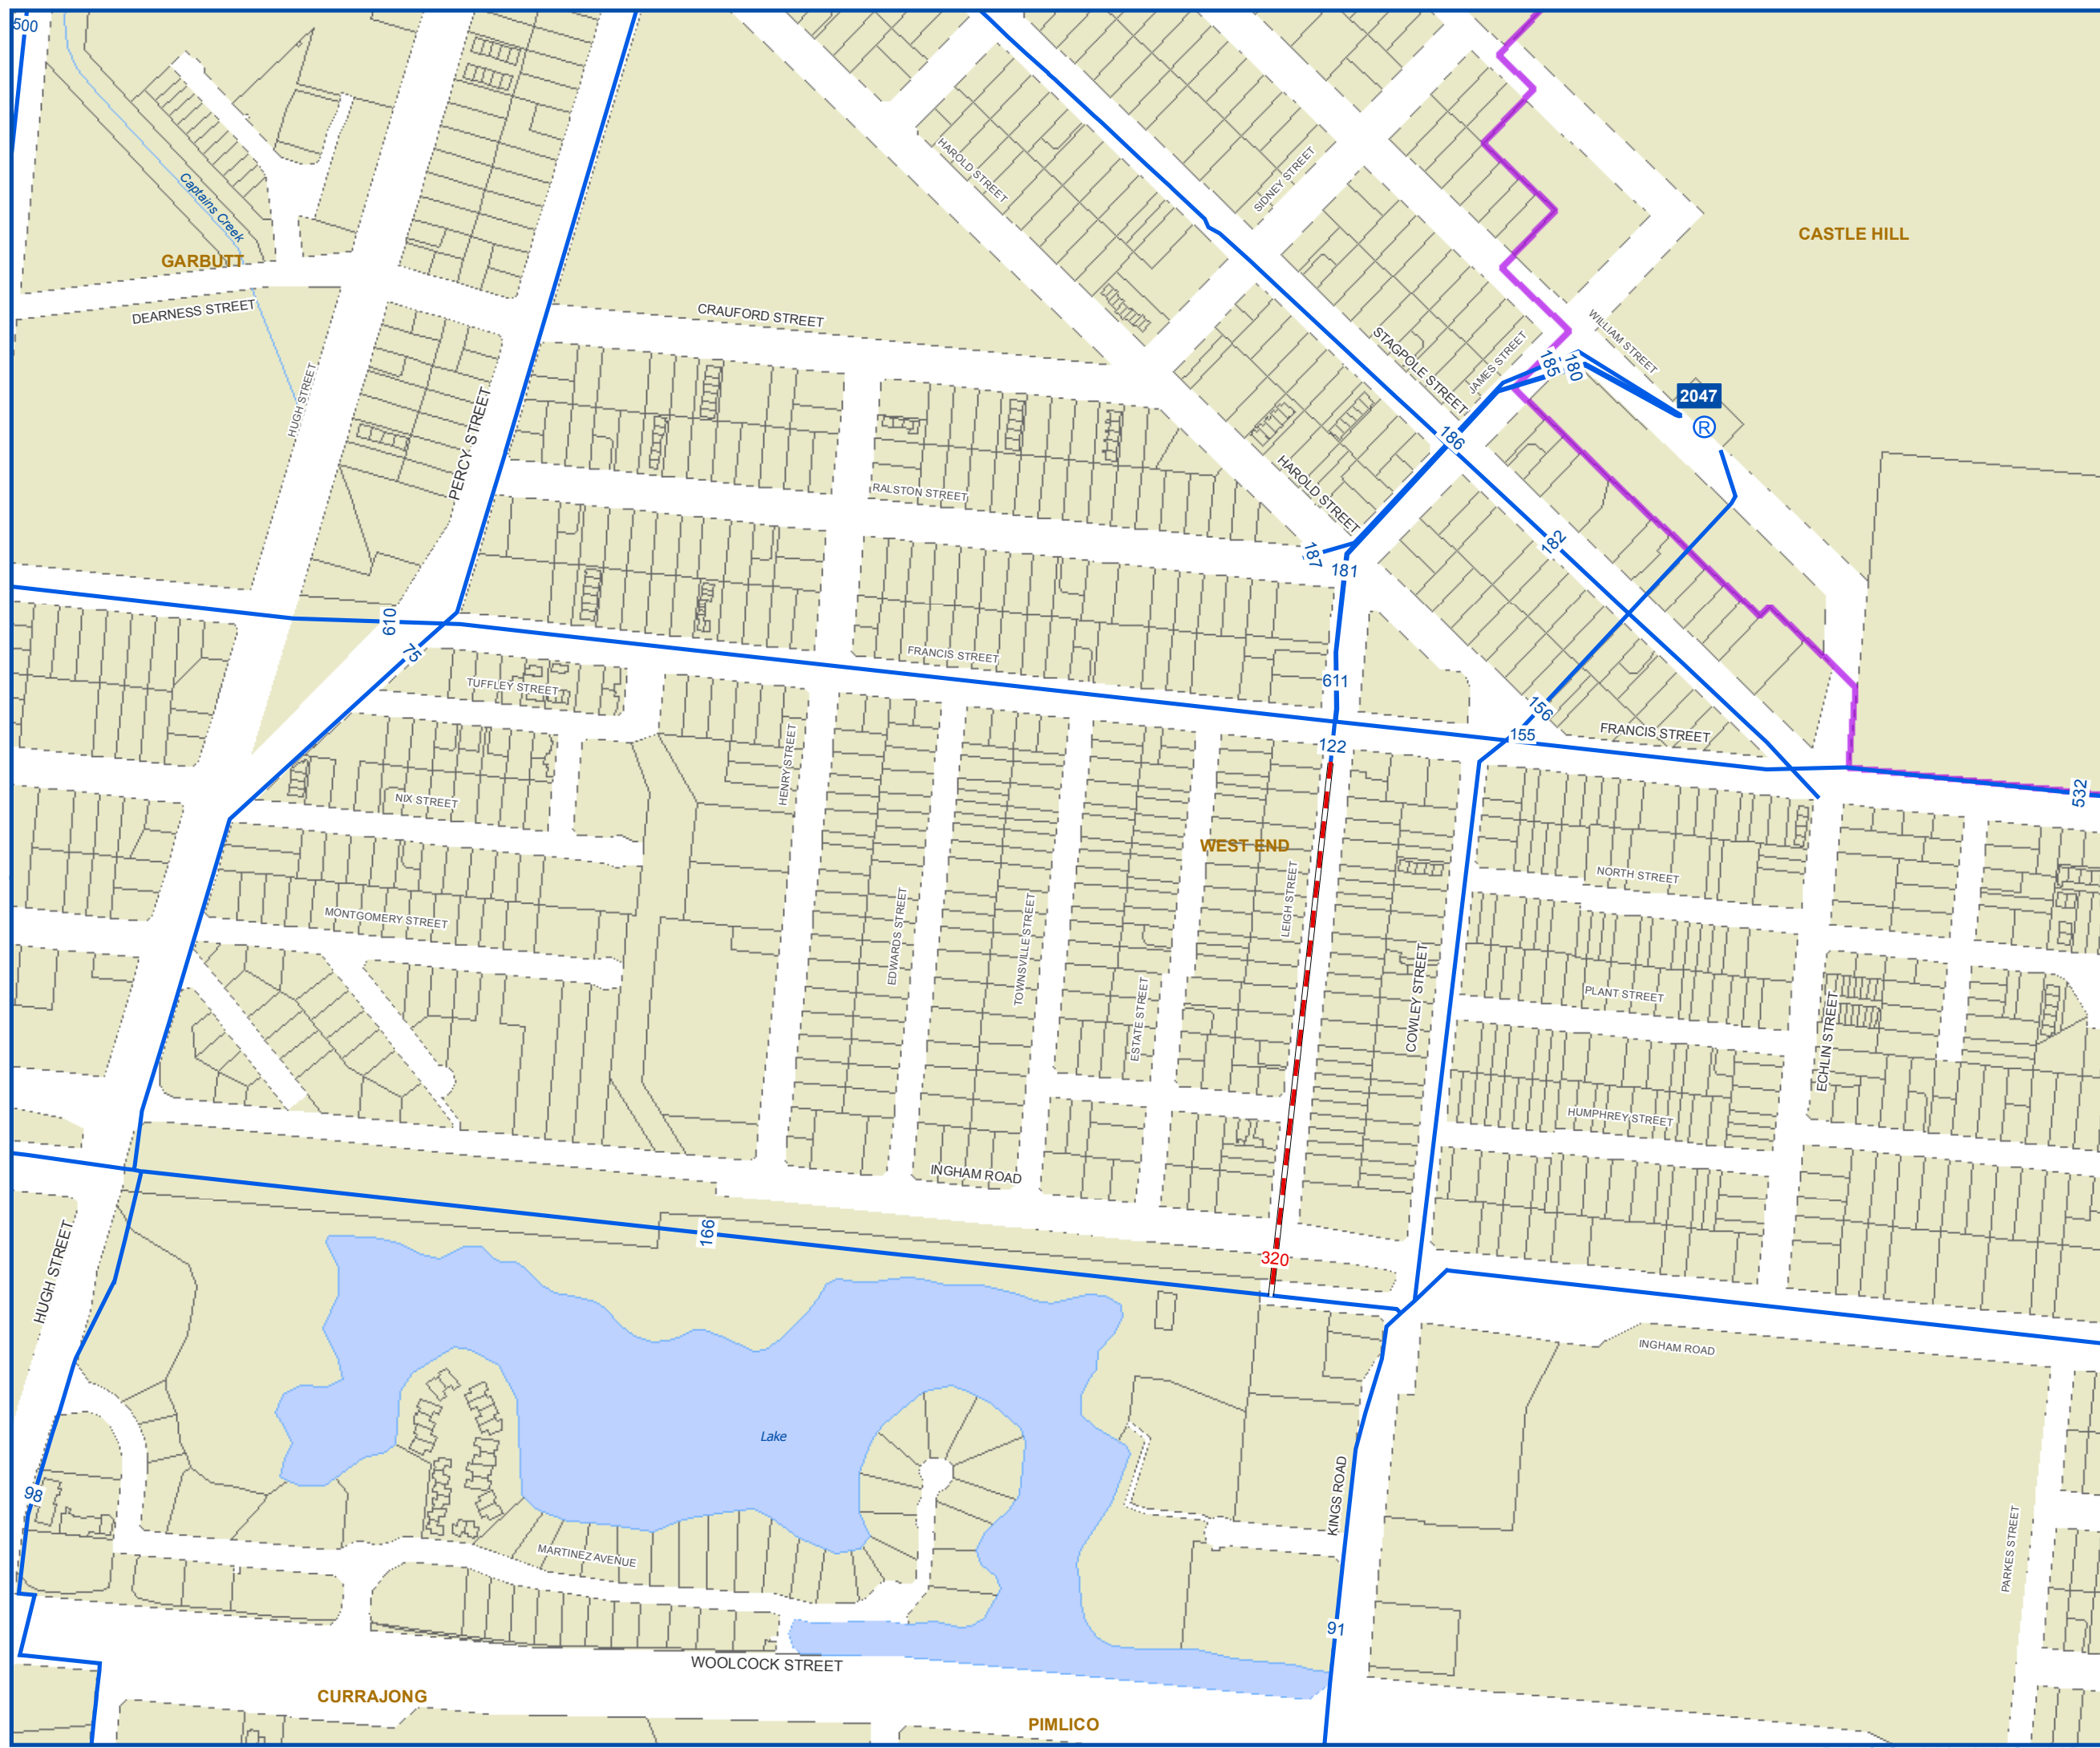 500
HAROLD STREET
SIDNEY STREET
Captains Creek
GARBUTT
CASTLE HILL
DEARNESS STREET
CRAUFORD STREET
WILLIAM STREET
STAGPOLE STREET
JAMES STREET
185
180
HUGH STREET
2047
R
PERCY STREET
186
HAROLD STREET
RALSTON STREET
182
187
181
610
75
FRANCIS STREET
611
TUFFLEY STREET
156
155
FRANCIS STREET
122
HENRY STREET
532
NIX STREET
WEST END
NORTH STREET
LEIGH STREET
MONTGOMERY STREET
EDWARDS STREET
TOWNSVILLE STREET
COWLEY STREET
PLANT STREET
ESTATE STREET
ECHLIN STREET
HUMPHREY STREET
INGHAM ROAD
166
320
HUGH STREET
INGHAM ROAD
Lake
98
KINGS ROAD
MARTINEZ AVENUE
PARKES STREET
91
WOOLCOCK STREET
CURRAJONG
PIMLICO